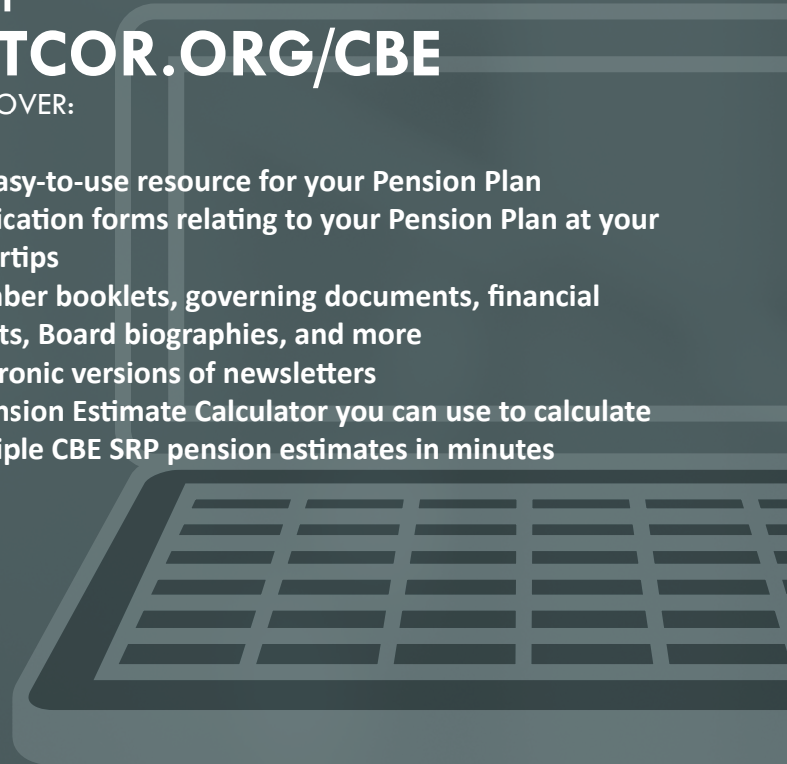 TCOR.ORG/CBE
OVER:
asy-to-use resource for your Pension Plan
ication forms relating to your Pension Plan at your
rtips
ber booklets, governing documents, financial
ts, Board biographies, and more
ronic versions of newsletters
nsion Estimate Calculator you can use to calculate
iple CBE SRP pension estimates in minutes